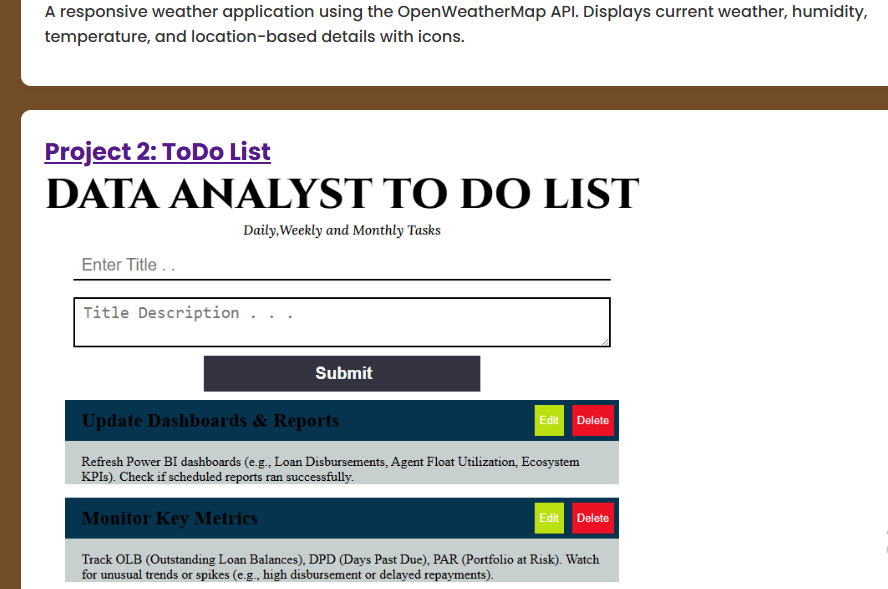 A responsive weather application using the OpenWeatherMap API. Displays current weather, humidity,
temperature, and location-based details with icons.
Project 2: ToDo List
DATA ANALYST TO DO LIST
Daily,Weekly and Monthly Tasks
Enter Title . .
Title Description . . .
Submit
Update Dashboards & Reports Edit Delete
Refresh Power BI dashboards (e.g., Loan Disbursements, Agent Float Utilization, Ecosystem
KPIs). Check if scheduled reports ran successfully.
Monitor Key Metrics Edit Delete
Track OLB (Outstanding Loan Balances), DPD (Days Past Due), PAR (Portfolio at Risk). Watch
for unusual trends or spikes (e.g., high disbursement or delayed repayments).